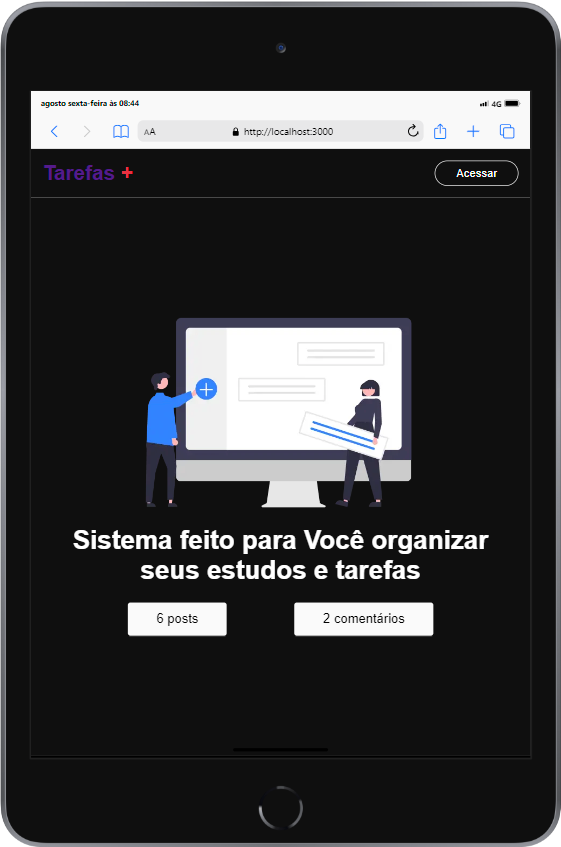 agosto sexta-feira às 08:44
4G
AA
http://localhost:3000
Tarefas +
Acessar
Sistema feito para Você organizar
seus estudos e tarefas
6 posts
2 comentários